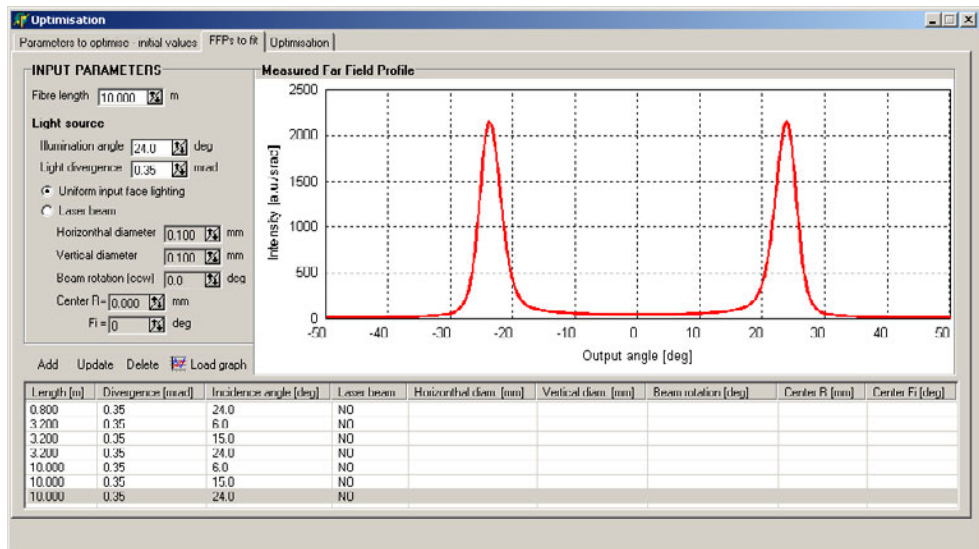 Optimisation
Parameters to optimise - initial values FFPs to fit Optimisation
INPUT PARAMETERS
Fibre length 10.000 m
Light source
Illumination angle 24.0 deg
Light divergence 0.35 mrad
Uniform input face lighting
Laser beam
Horizonthal diameter 0.100 mm
Vertical diameter 0.100 mm
Beam rotation (ccw) 0.0 deg
Center R= 0.000 mm
Fi = 0 deg
Add Update Delete Load graph
Measured Far Field Profile
2500
2000
1500
1000
500
0
Intensity [a.u/srad]
-50 -40 -30 -20 -10 0 10 20 30 40 50
Output angle [deg]
Length [m] Divergence [mrad] Incidence angle [deg] Laser beam Horizonthal diam. [mm] Vertical diam. [mm] Beam rotation [deg] Center R [mm] Center Fi [deg]
0.800 0.35 24.0 NO
3.200 0.35 6.0 NO
3.200 0.35 15.0 NO
3.200 0.35 24.0 NO
10.000 0.35 6.0 NO
10.000 0.35 15.0 NO
10.000 0.35 24.0 NO